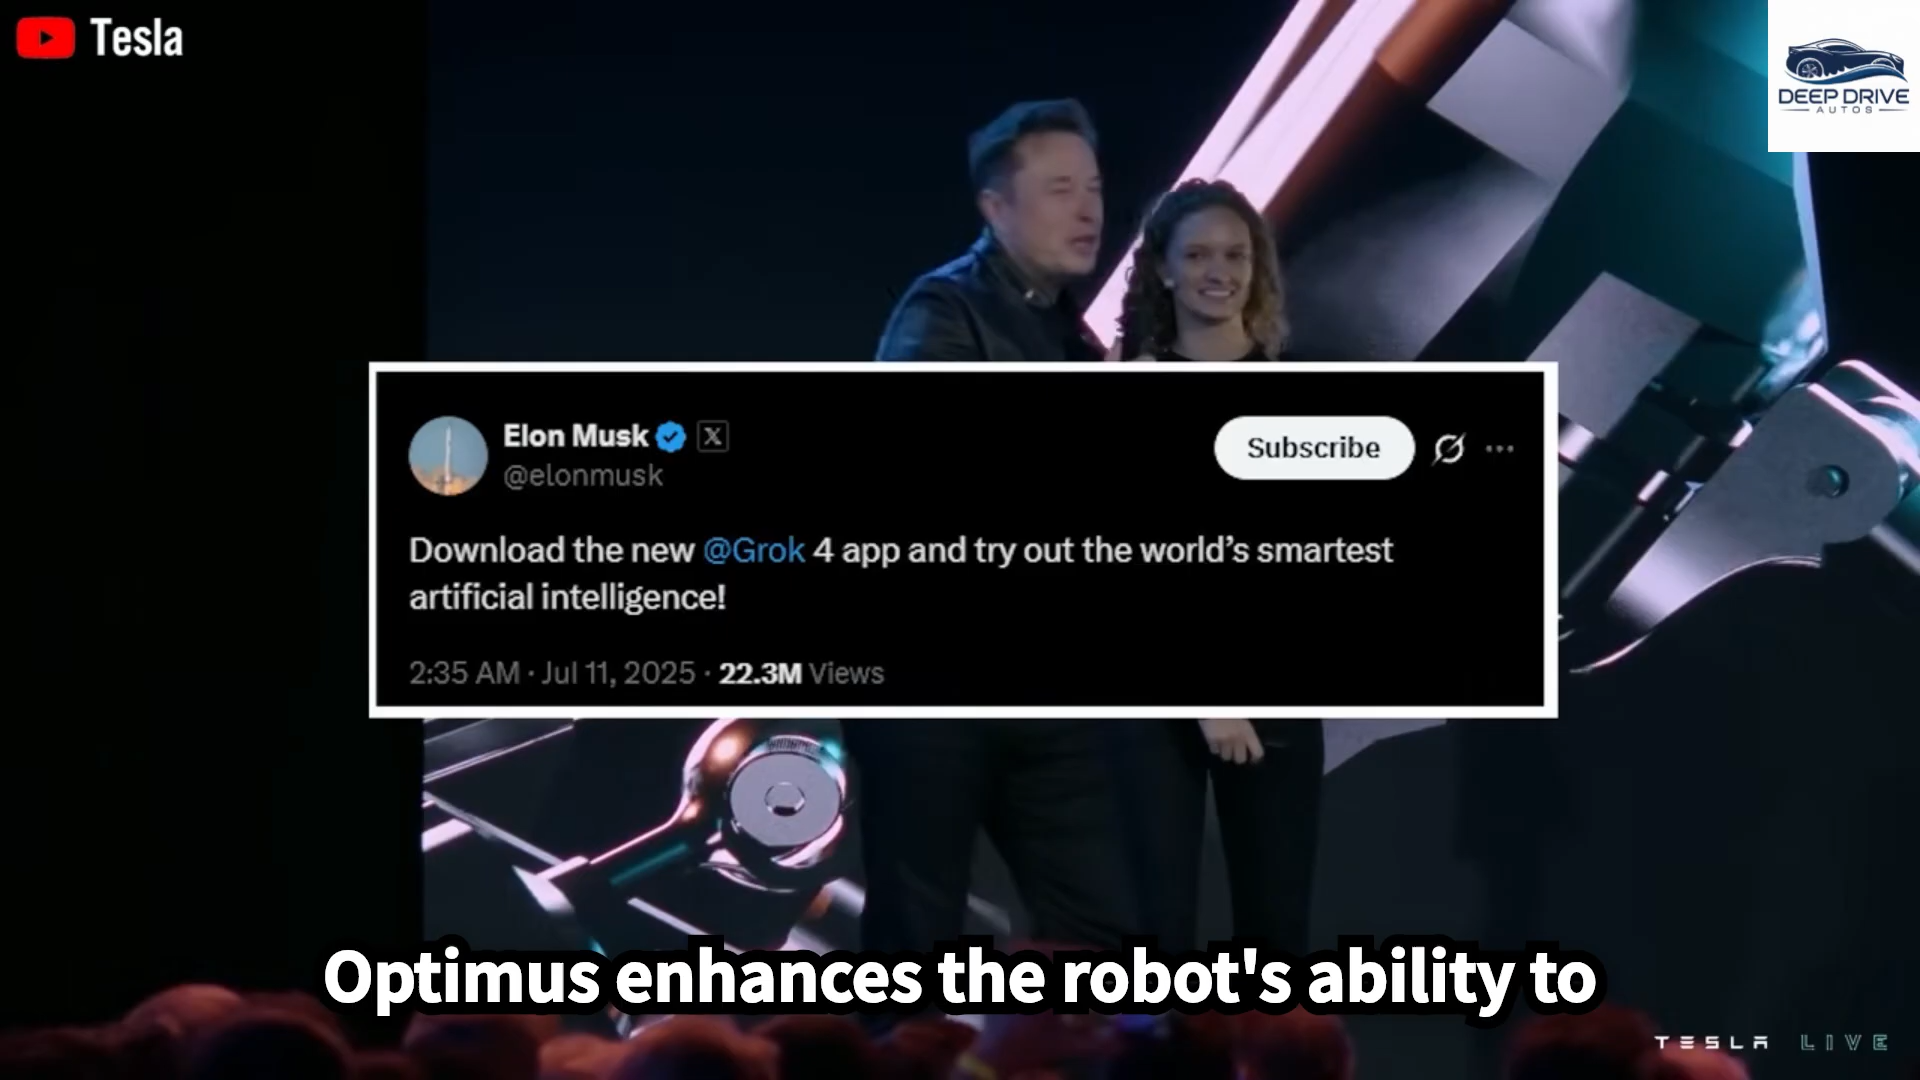 Tesla
DEEP DRIVE
AUTOS
Elon Musk
@elonmusk
Subscribe
Download the new @Grok 4 app and try out the world's smartest
artificial intelligence!
2:35 AM · Jul 11, 2025 · 22.3M Views
Optimus enhances the robot's ability to
TESLA LIVE